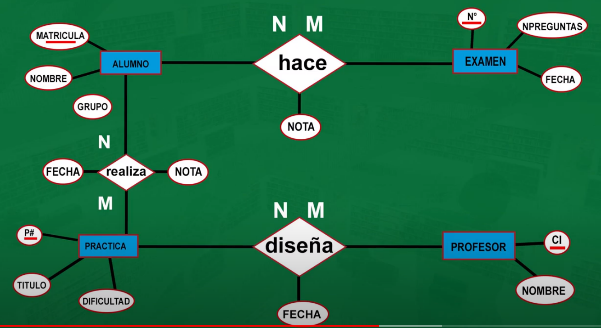 N M
N°
MATRICULA
NPREGUNTAS
ALUMNO
hace
EXAMEN
NOMBRE
FECHA
GRUPO
NOTA
N
FECHA
realiza
NOTA
M
N M
P#
PRACTICA
diseña
PROFESOR
CI
TITULO
DIFICULTAD
NOMBRE
FECHA